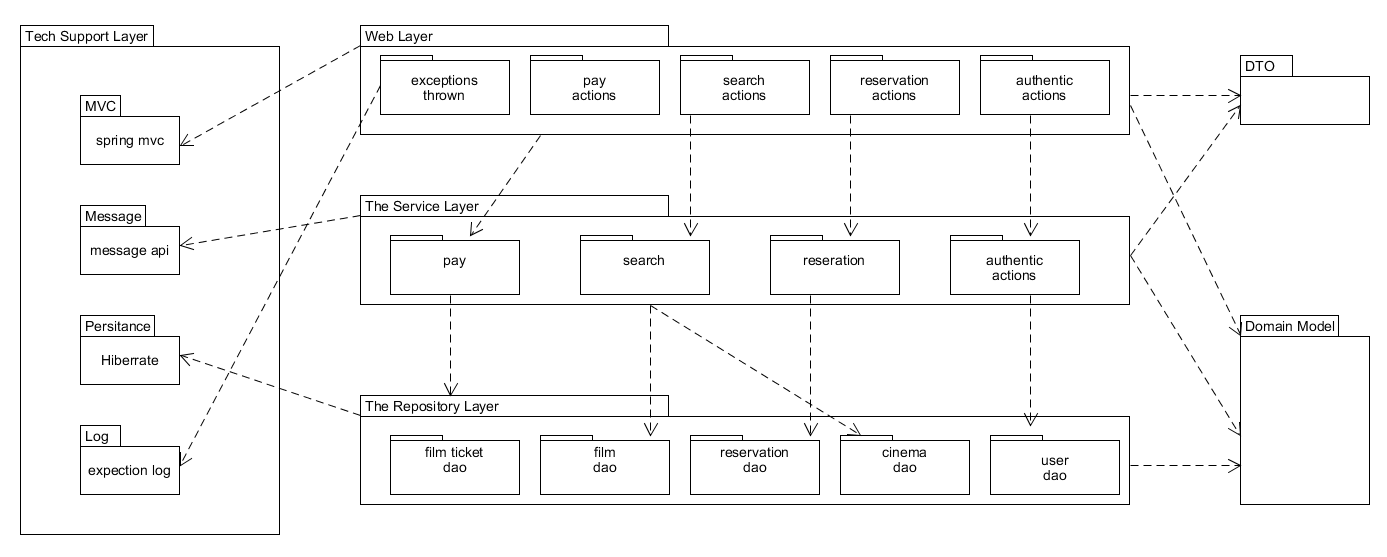 Tech Support Layer
MVC
spring mvc
Message
message api
Persitance
Hiberrate
Log
expection log
Web Layer
exceptions
thrown
pay
actions
search
actions
reservation
actions
authentic
actions
The Service Layer
pay
search
reseration
authentic
actions
The Repository Layer
film ticket
dao
film
dao
reservation
dao
cinema
dao
user
dao
DTO
Domain Model